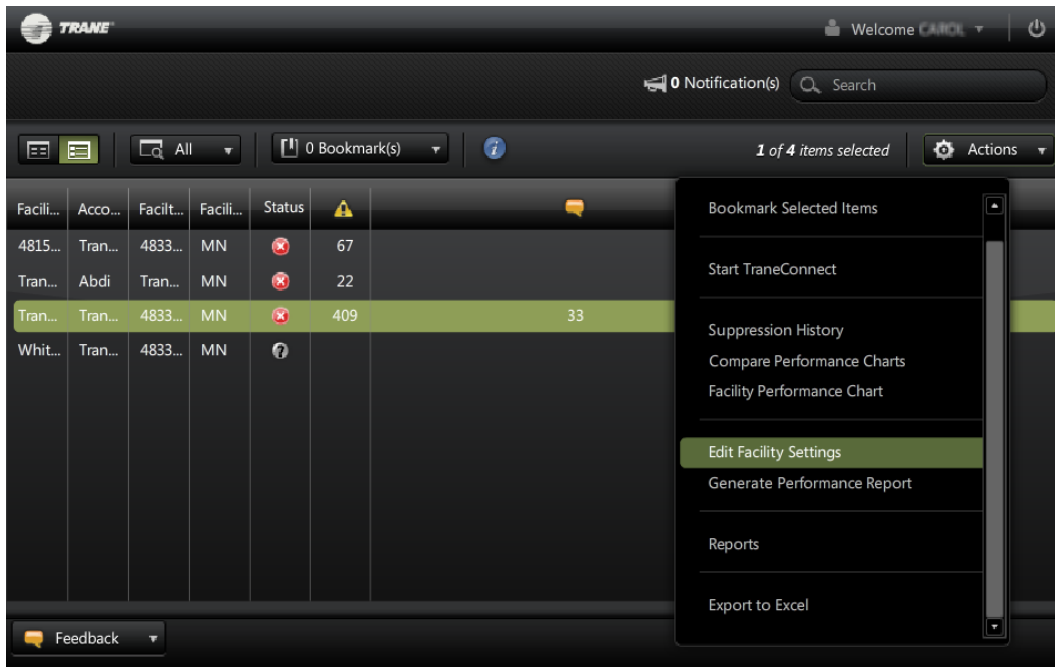 TRANE
Welcome
0 Notification(s) Search
All 0 Bookmark(s) 1 of 4 items selected Actions
Facili... Acco... Facilt... Facili... Status
4815... Tran... 4833... MN 67
Tran... Abdi Tran... MN 22
Tran... Tran... 4833... MN 409 33
Whit... Tran... 4833... MN
Bookmark Selected Items
Start TraneConnect
Suppression History
Compare Performance Charts
Facility Performance Chart
Edit Facility Settings
Generate Performance Report
Reports
Export to Excel
Feedback